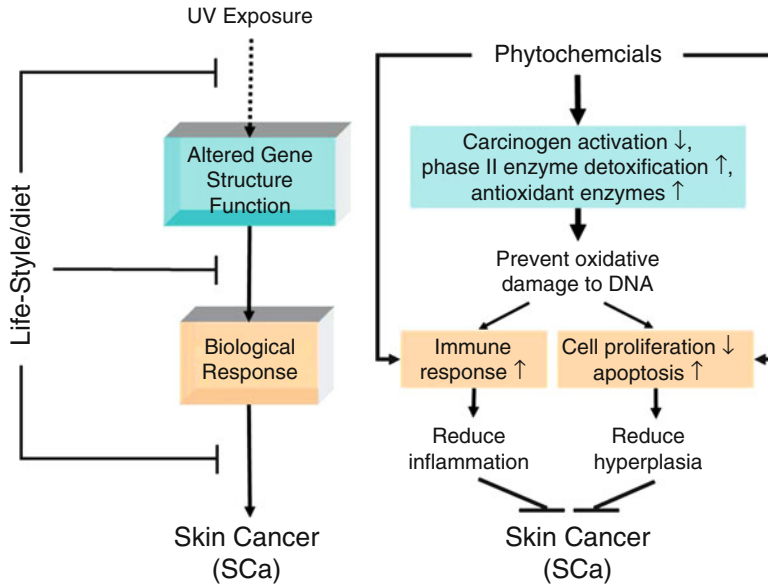 UV Exposure
Altered Gene
Structure
Function
Life-Style/diet
Biological
Response
Skin Cancer
(SCa)
Phytochemcials
Carcinogen activation ↓,
phase II enzyme detoxification ↑,
antioxidant enzymes ↑
Prevent oxidative
damage to DNA
Immune
response ↑
Cell proliferation ↓
apoptosis ↑
Reduce
inflammation
Reduce
hyperplasia
Skin Cancer
(SCa)